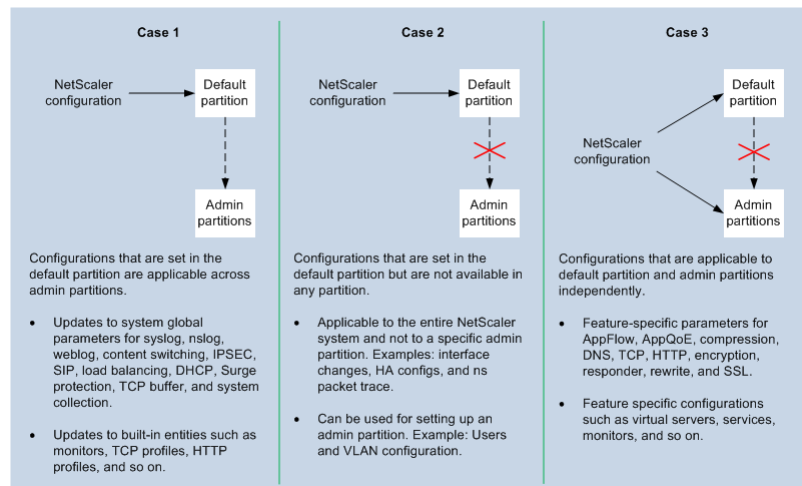 Case 1
NetScaler
configuration
Default
partition
Admin
partitions
Configurations that are set in the
default partition are applicable across
admin partitions.
• Updates to system global
parameters for syslog, nslog,
weblog, content switching, IPSEC,
SIP, load balancing, DHCP, Surge
protection, TCP buffer, and system
collection.
• Updates to built-in entities such as
monitors, TCP profiles, HTTP
profiles, and so on.
Case 2
NetScaler
configuration
Default
partition
Admin
partitions
Configurations that are set in the
default partition but are not available in
any partition.
• Applicable to the entire NetScaler
system and not to a specific admin
partition. Examples: interface
changes, HA configs, and ns
packet trace.
• Can be used for setting up an
admin partition. Example: Users
and VLAN configuration.
Case 3
NetScaler
configuration
Default
partition
Admin
partitions
Configurations that are applicable to
default partition and admin partitions
independently.
• Feature-specific parameters for
AppFlow, AppQoE, compression,
DNS, TCP, HTTP, encryption,
responder, rewrite, and SSL.
• Feature specific configurations
such as virtual servers, services,
monitors, and so on.